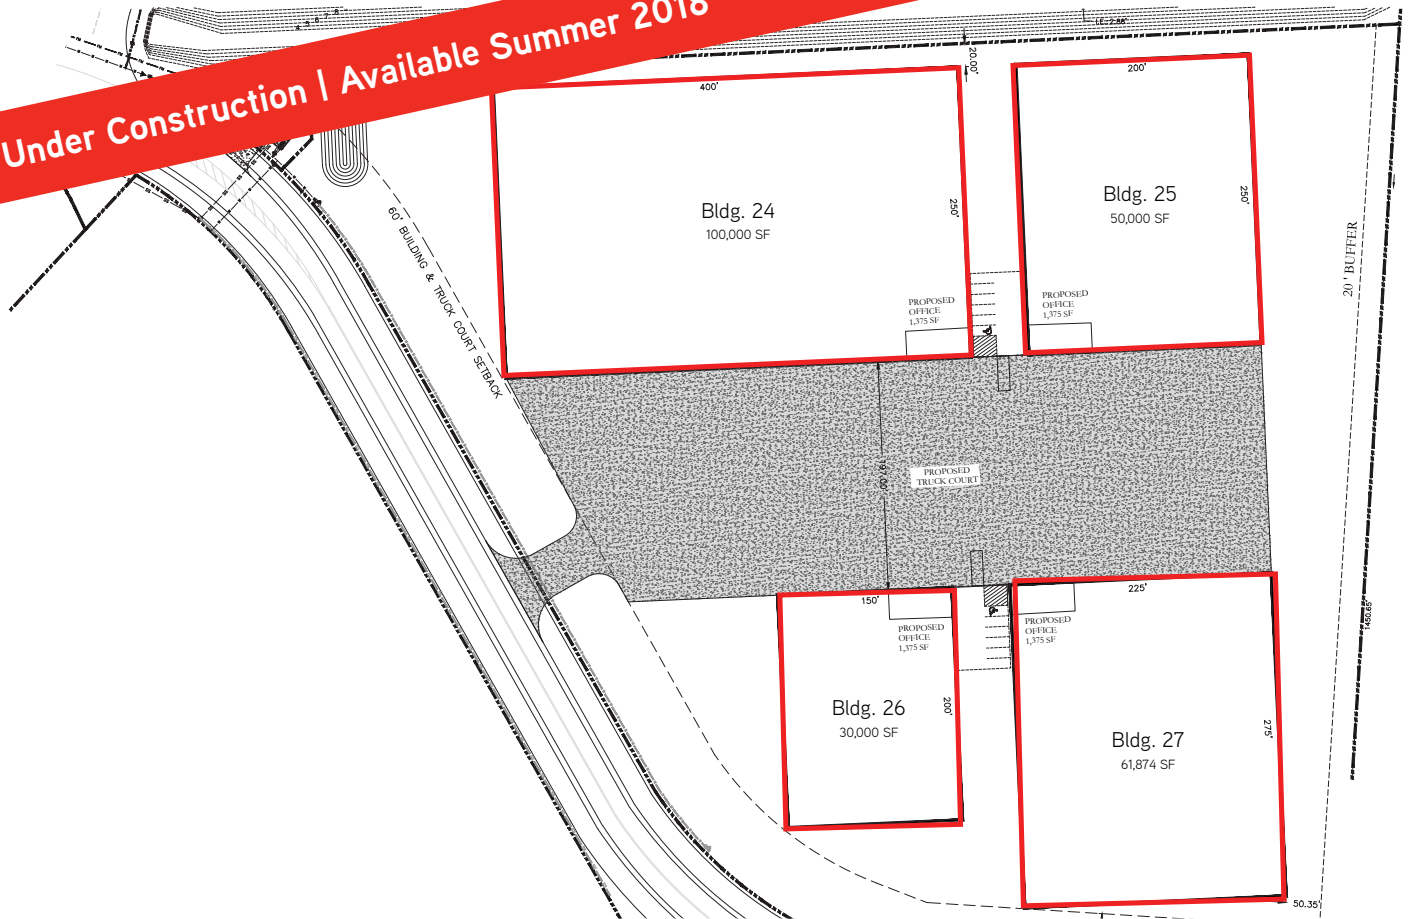 Under Construction | Available Summer 2018
20.00'
400'
200'
250'
250'
Bldg. 24
100,000 SF
Bldg. 25
50,000 SF
60' BUILDING & TRUCK COURT SETBACK
20 ' BUFFER
PROPOSED
OFFICE
1,375 SF
PROPOSED
OFFICE
1,375 SF
PROPOSED
TRUCK COURT
150'
225'
PROPOSED
OFFICE
1,375 SF
PROPOSED
OFFICE
1,375 SF
1450.65'
Bldg. 26
30,000 SF
200'
Bldg. 27
61,874 SF
275'
50.35'